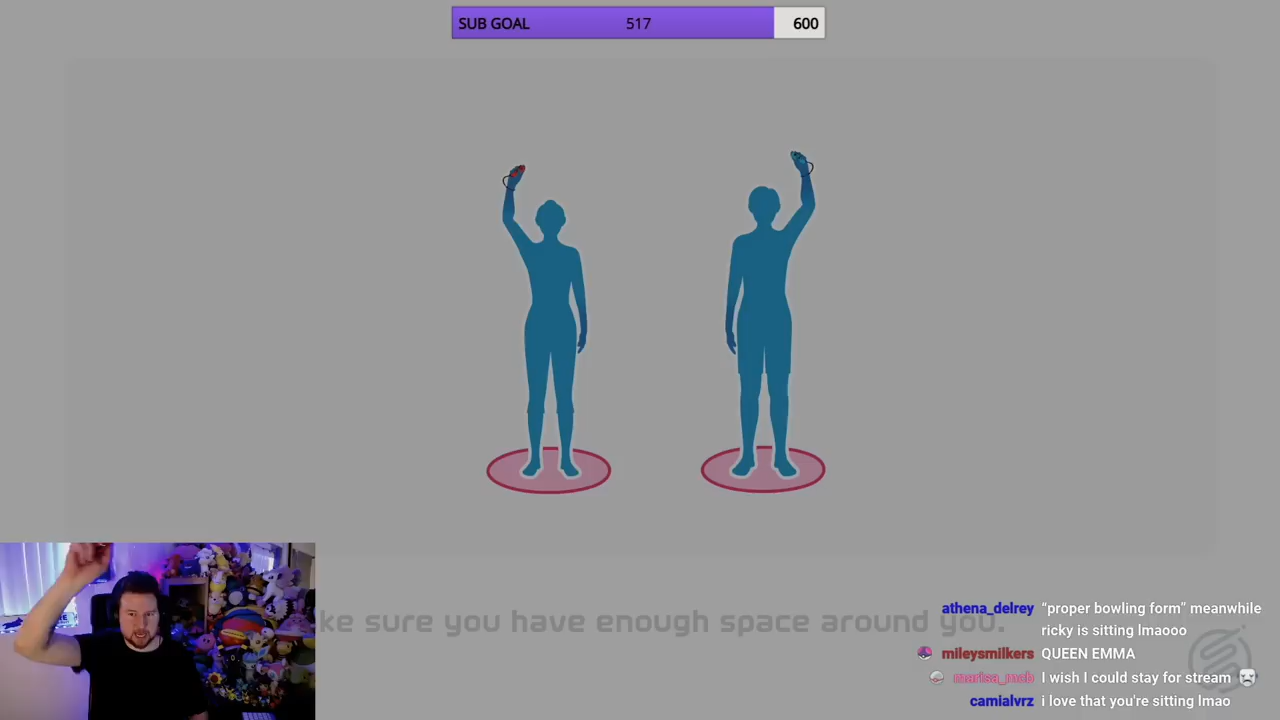 SUB GOAL 517 600
ke sure you have enough space around you.
athena_delrey “proper bowling form” meanwhile
ricky is sitting lmaooo
mileysmilkers QUEEN EMMA
marisa_mcb I wish I could stay for stream
camialvrz i love that you're sitting lmao